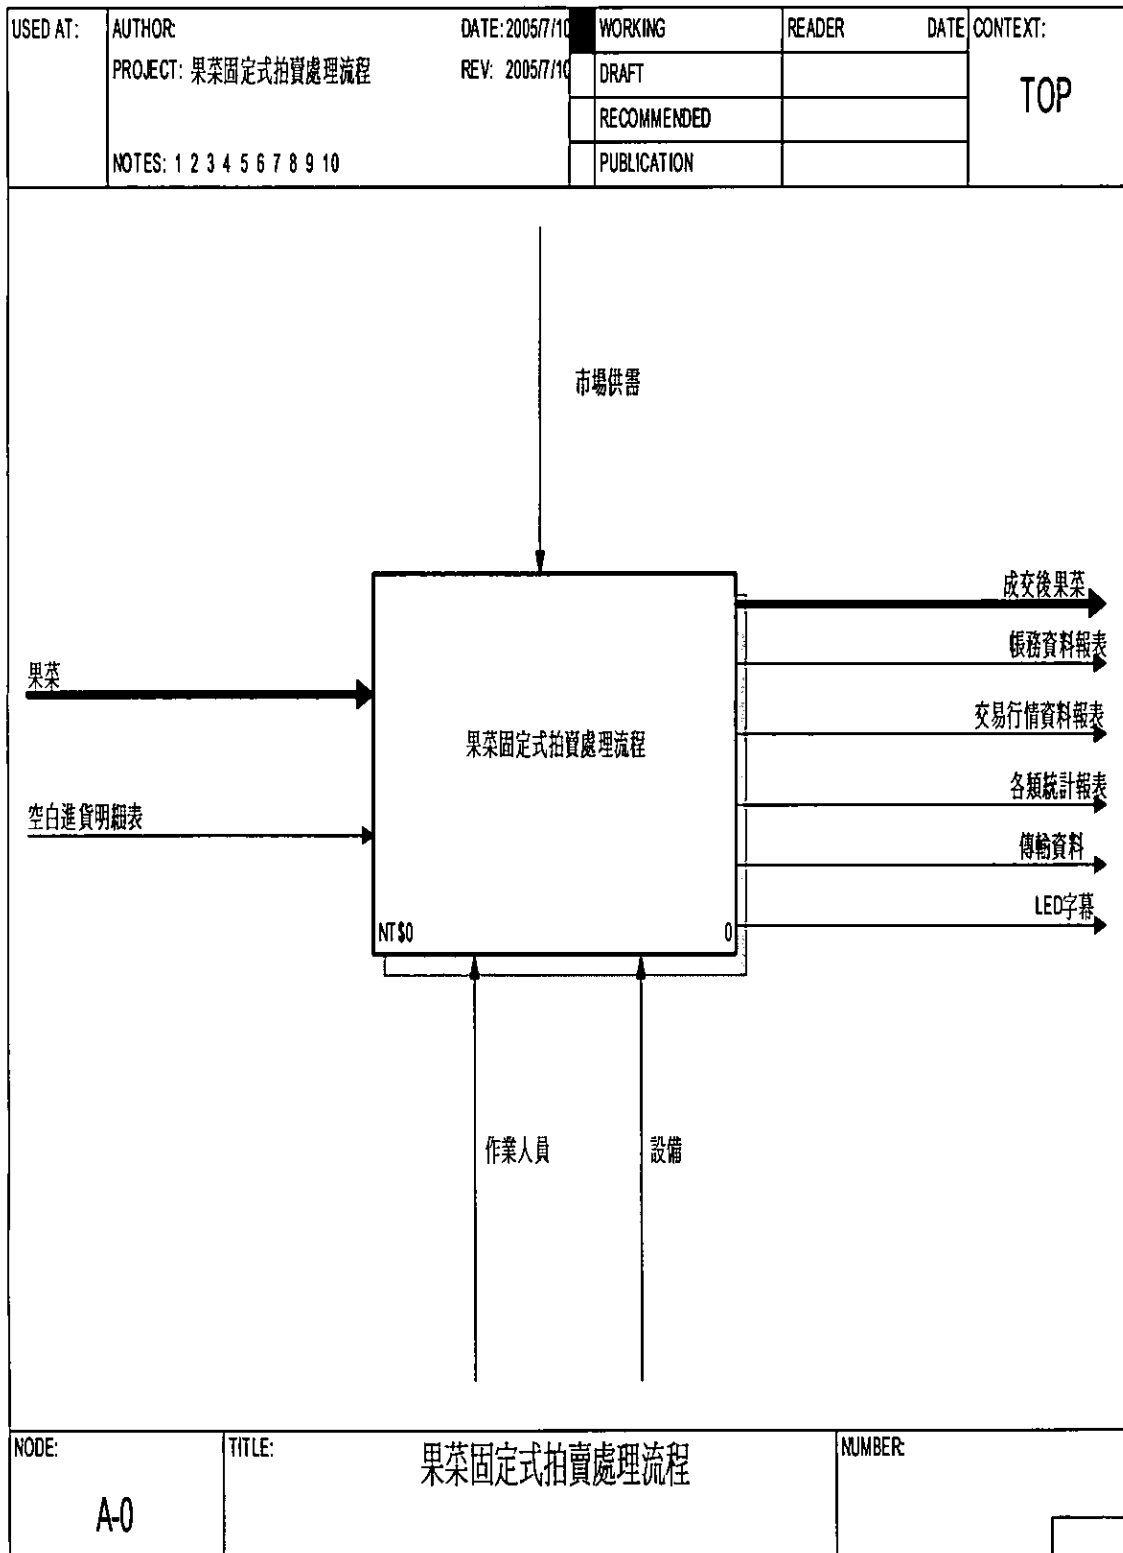 USED AT:
AUTHOR:
DATE: 2005/7/10
WORKING
READER
DATE
CONTEXT:
PROJECT: 果菜固定式拍賣處理流程
REV: 2005/7/10
DRAFT
TOP
RECOMMENDED
NOTES: 1 2 3 4 5 6 7 8 9 10
PUBLICATION
市場供需
成交後果菜
帳務資料報表
果菜
交易行情資料報表
果菜固定式拍賣處理流程
各類統計報表
空白進貨明細表
傳輸資料
LED字幕
NT$0
0
作業人員
設備
NODE:
TITLE:
果菜固定式拍賣處理流程
NUMBER:
A-0